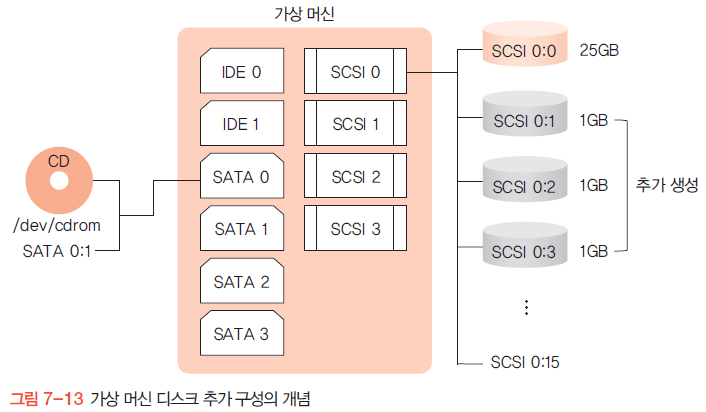 가상 머신
IDE 0
IDE 1
SATA 0
SATA 1
SATA 2
SATA 3
SCSI 0
SCSI 1
SCSI 2
SCSI 3
CD
/dev/cdrom
SATA 0:1
SCSI 0:0 25GB
SCSI 0:1 1GB
SCSI 0:2 1GB
추가 생성
SCSI 0:3 1GB
⋮
SCSI 0:15
그림 7-13 가상 머신 디스크 추가 구성의 개념